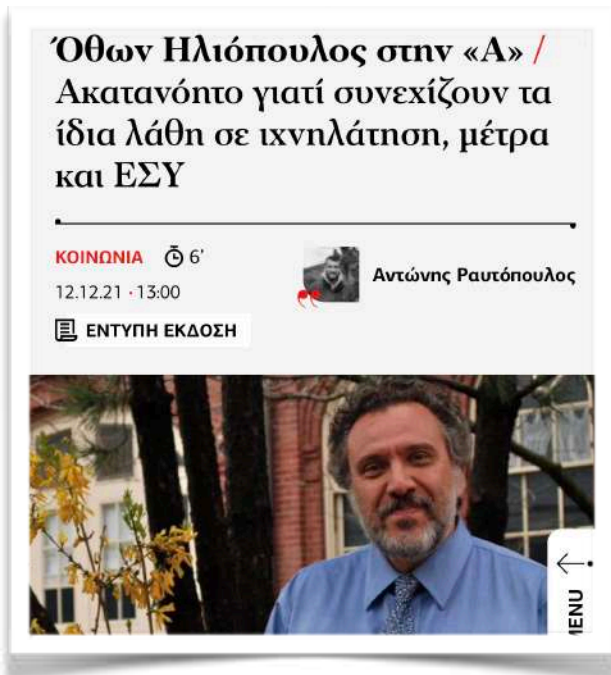 Όθων Ηλιόπουλος στην «Α» /
Ακατανόητο γιατί συνεχίζουν τα
ίδια λάθη σε ιχνηλάτηση, μέτρα
και ΕΣΥ
ΚΟΙΝΩΝΙΑ 6'
12.12.21 · 13:00
Αντώνης Ραυτόπουλος
ΕΝΤΥΠΗ ΕΚΔΟΣΗ
MENU